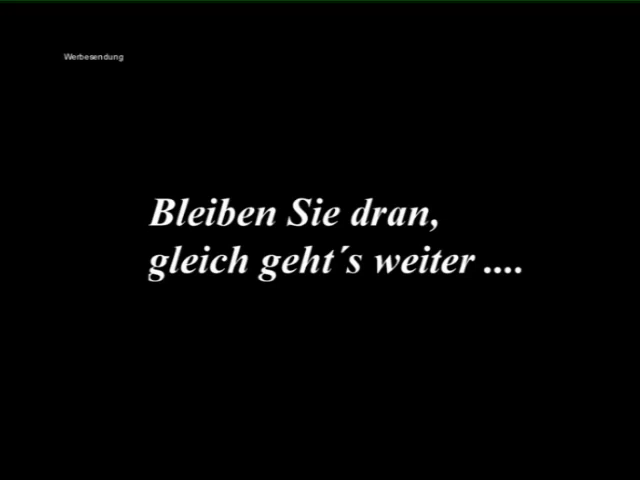 Werbesendung
Bleiben Sie dran,
gleich geht´s weiter ....